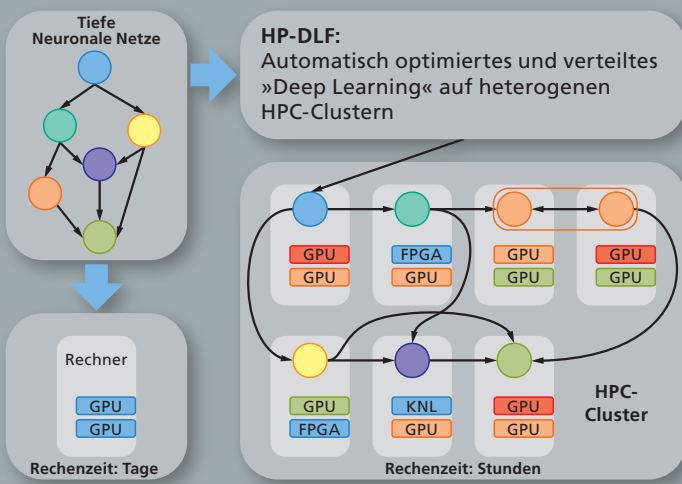 Tiefe
Neuronale Netze
HP-DLF:
Automatisch optimiertes und verteiltes
»Deep Learning« auf heterogenen
HPC-Clustern
GPU
GPU
FPGA
GPU
GPU
GPU
GPU
GPU
GPU
FPGA
KNL
GPU
GPU
GPU
HPC-
Cluster
Rechenzeit: Stunden
Rechner
GPU
GPU
Rechenzeit: Tage